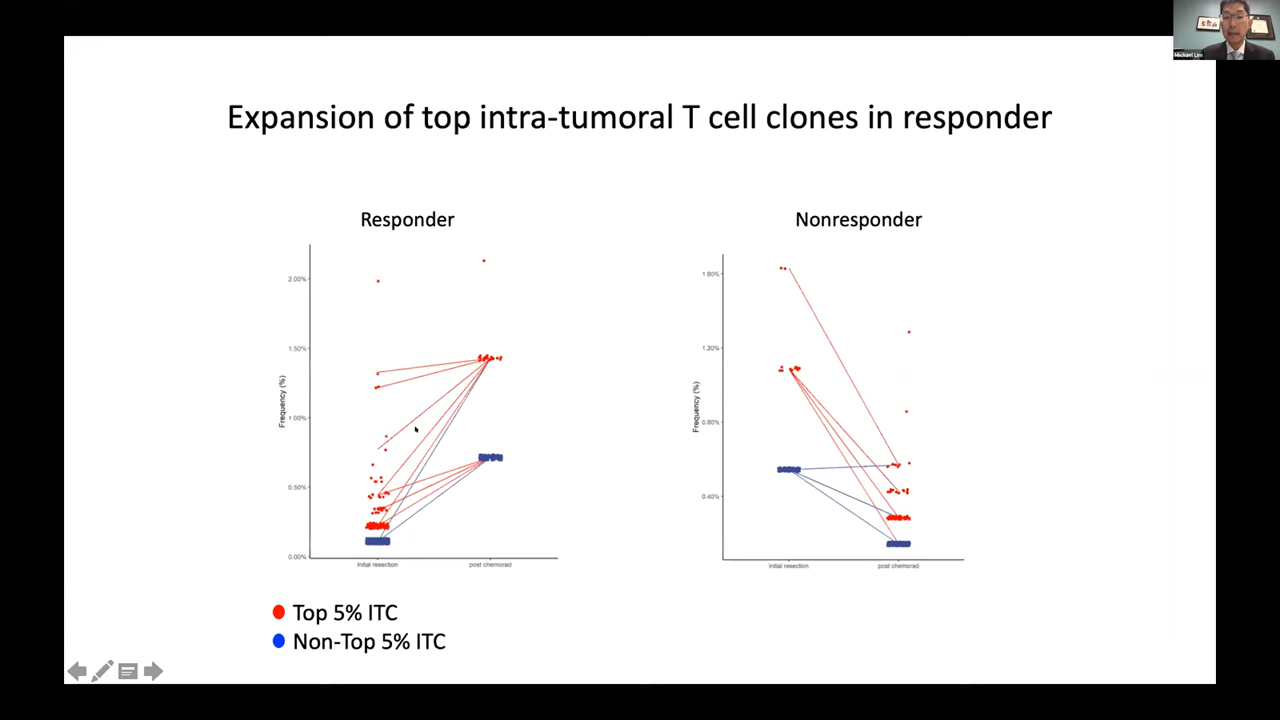 Michael Lim
Expansion of top intra-tumoral T cell clones in responder
Responder
Nonresponder
2.00%
1.50%
1.00%
0.50%
0.00%
Frequency (%)
initial resection
post chemorad
1.60%
1.20%
0.80%
0.40%
Frequency (%)
initial resection
post chemorad
Top 5% ITC
Non-Top 5% ITC